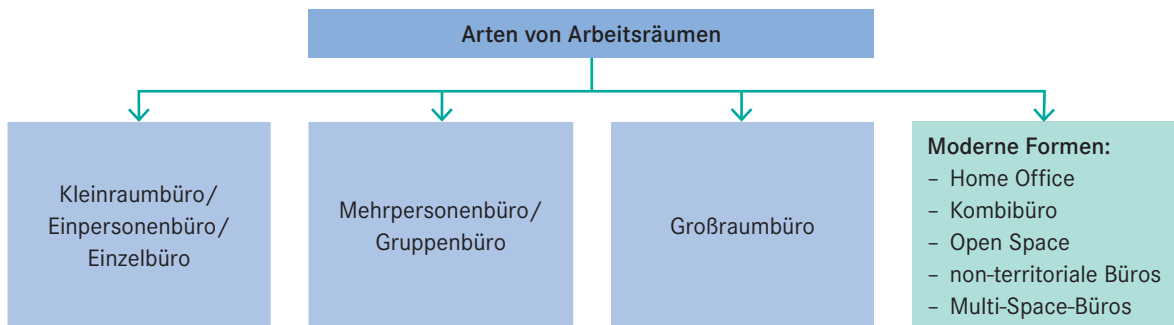 Arten von Arbeitsräumen
Kleinraumbüro/
Einpersonenbüro/
Einzelbüro
Mehrpersonenbüro/
Gruppenbüro
Großraumbüro
Moderne Formen:
– Home Office
– Kombibüro
– Open Space
– non-territoriale Büros
– Multi-Space-Büros